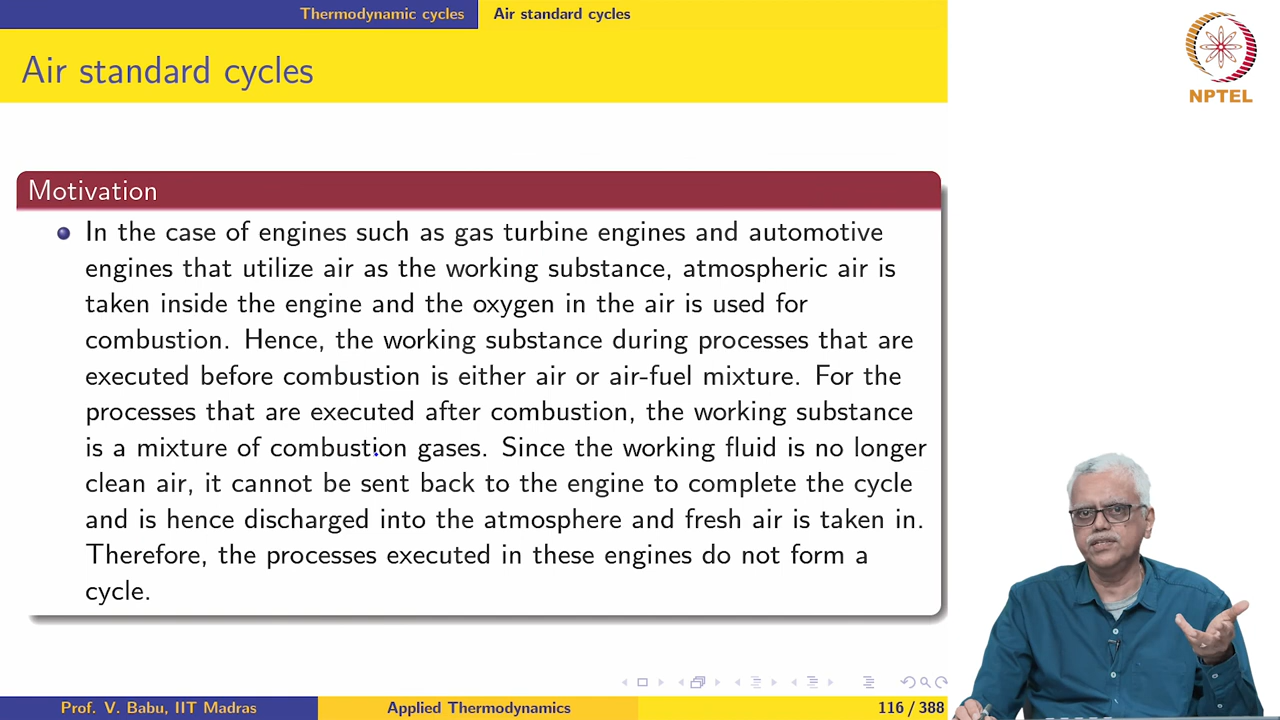 Thermodynamic cycles Air standard cycles
Air standard cycles
NPTEL
Motivation
In the case of engines such as gas turbine engines and automotive
engines that utilize air as the working substance, atmospheric air is
taken inside the engine and the oxygen in the air is used for
combustion. Hence, the working substance during processes that are
executed before combustion is either air or air-fuel mixture. For the
processes that are executed after combustion, the working substance
is a mixture of combustion gases. Since the working fluid is no longer
clean air, it cannot be sent back to the engine to complete the cycle
and is hence discharged into the atmosphere and fresh air is taken in.
Therefore, the processes executed in these engines do not form a
cycle.
Prof. V. Babu, IIT Madras Applied Thermodynamics 116 / 388